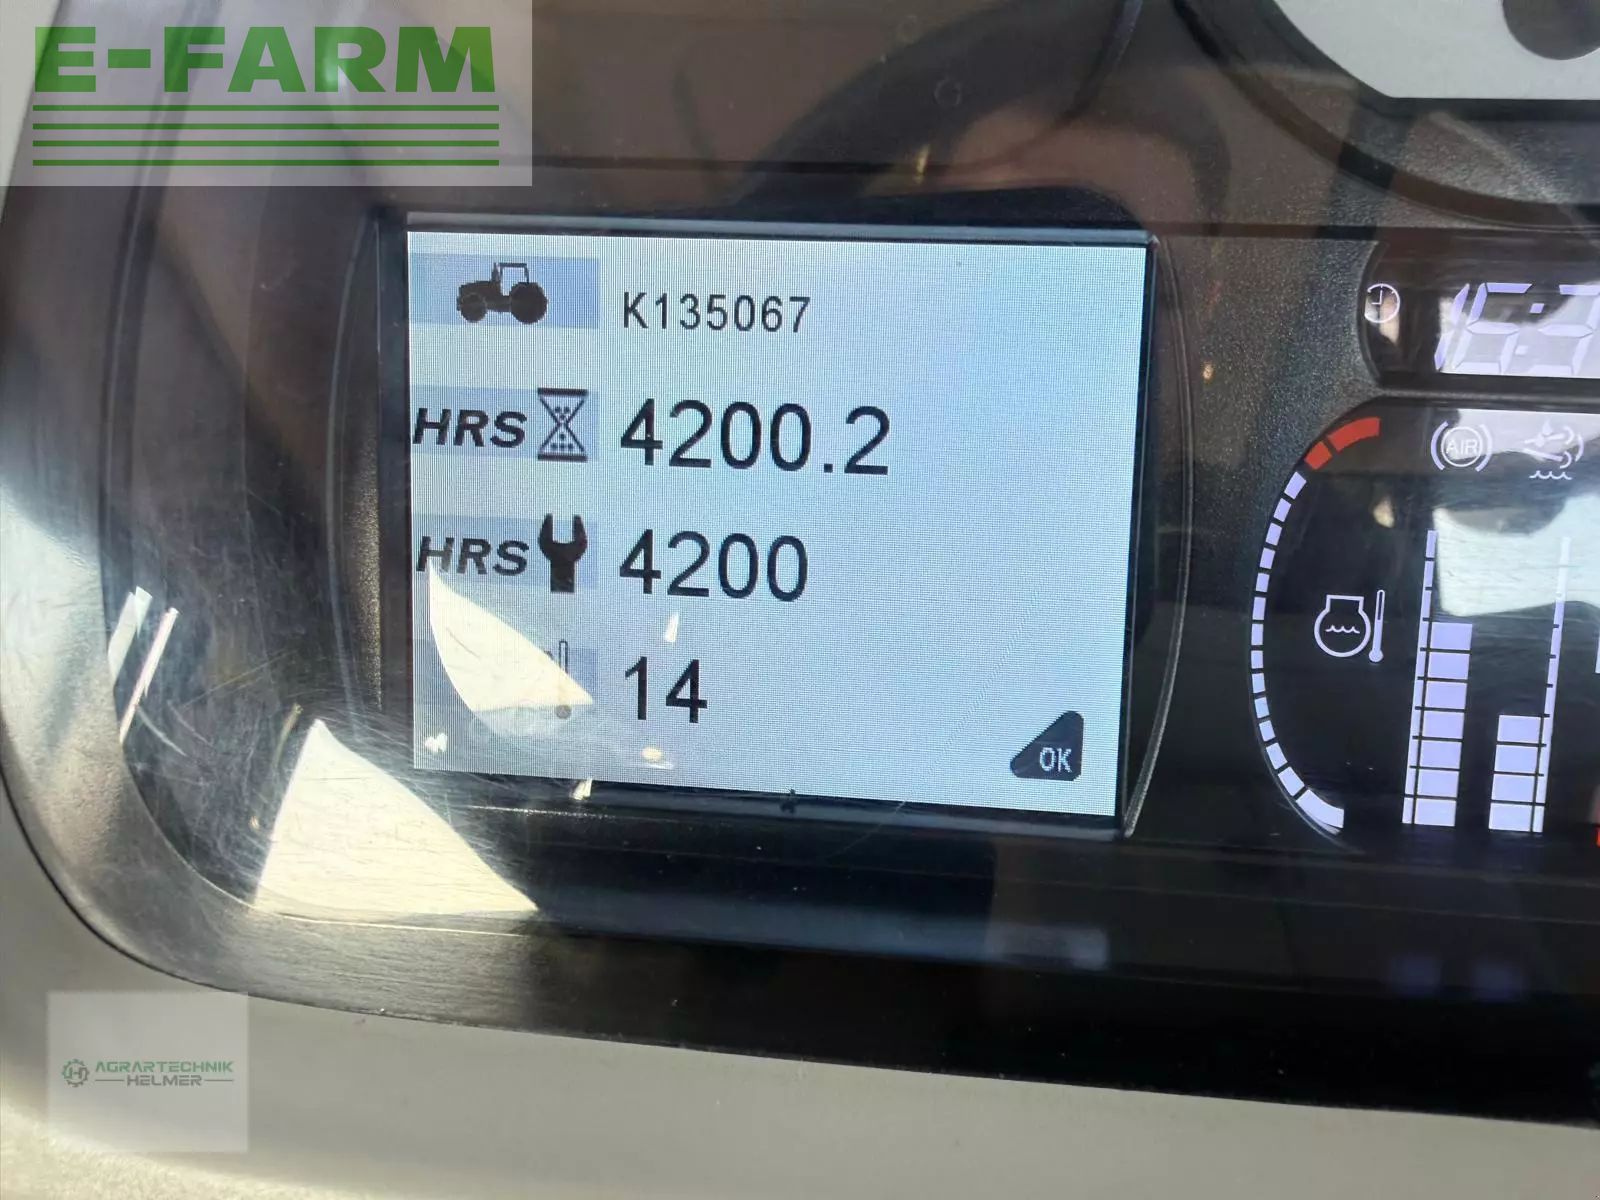 E-FARM
K135067
HRS 4200.2
HRS 4200
14
OK
AIR
AGRARTECHNIK
HELMER